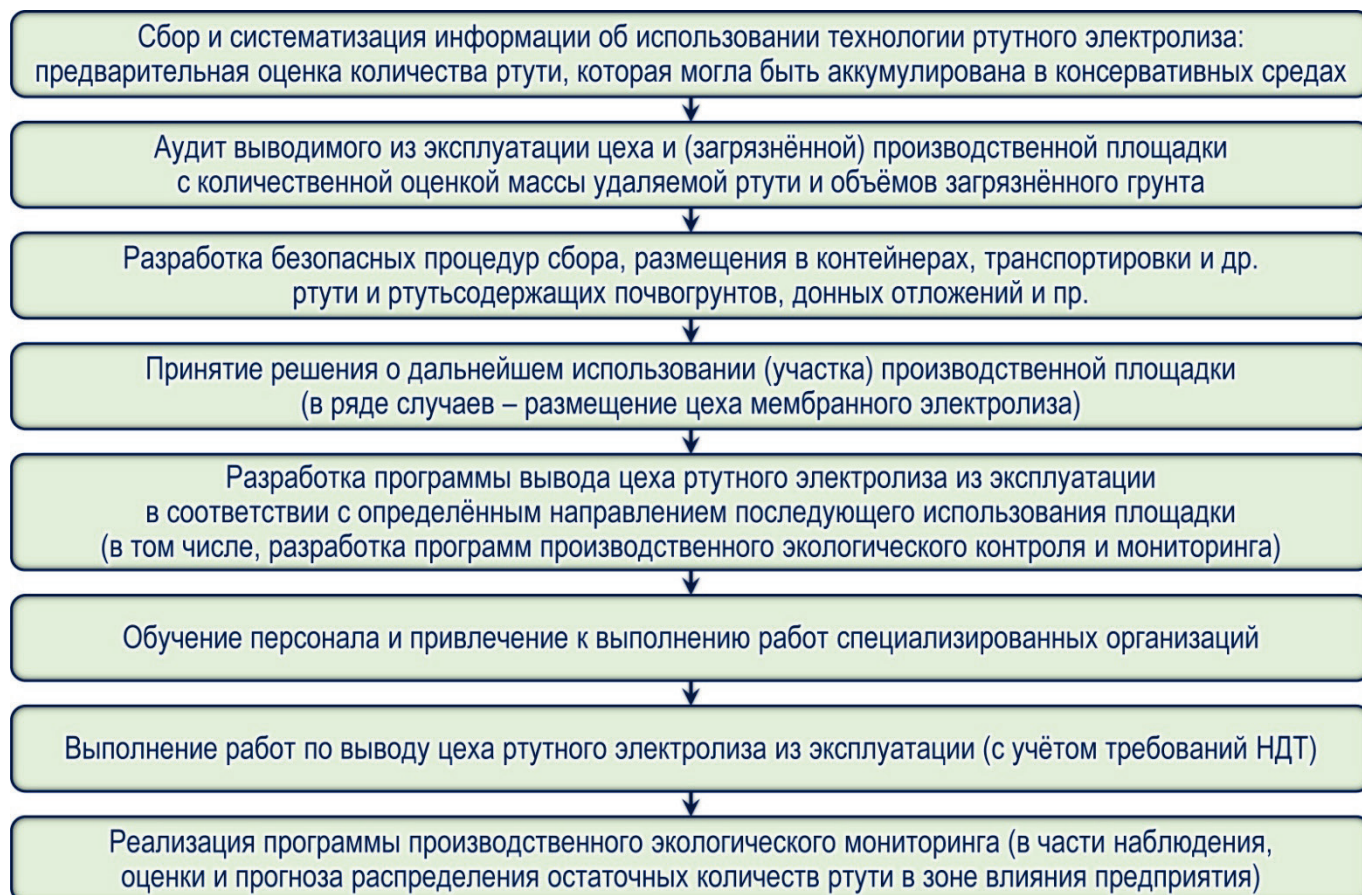 Сбор и систематизация информации об использовании технологии ртутного электролиза:
предварительная оценка количества ртути, которая могла быть аккумулирована в консервативных средах
Аудит выводимого из эксплуатации цеха и (загрязнённой) производственной площадки
с количественной оценкой массы удаляемой ртути и объёмов загрязнённого грунта
Разработка безопасных процедур сбора, размещения в контейнерах, транспортировки и др.
ртути и ртутьсодержащих почвогрунтов, донных отложений и пр.
Принятие решения о дальнейшем использовании (участка) производственной площадки
(в ряде случаев – размещение цеха мембранного электролиза)
Разработка программы вывода цеха ртутного электролиза из эксплуатации
в соответствии с определённым направлением последующего использования площадки
(в том числе, разработка программ производственного экологического контроля и мониторинга)
Обучение персонала и привлечение к выполнению работ специализированных организаций
Выполнение работ по выводу цеха ртутного электролиза из эксплуатации (с учётом требований НДТ)
Реализация программы производственного экологического мониторинга (в части наблюдения,
оценки и прогноза распределения остаточных количеств ртути в зоне влияния предприятия)